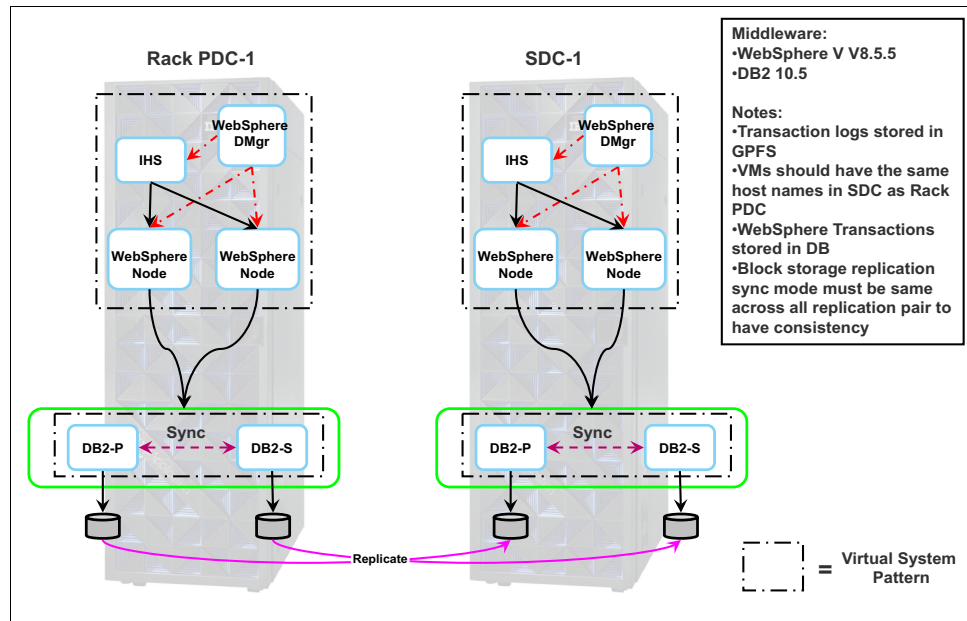 Rack PDC-1
SDC-1
WebSphere
DMgr
IHS
WebSphere
Node
WebSphere
Node
WebSphere
DMgr
IHS
WebSphere
Node
WebSphere
Node
Sync
DB2-P
DB2-S
Sync
DB2-P
DB2-S
Replicate
Middleware:
•WebSphere V V8.5.5
•DB2 10.5
Notes:
•Transaction logs stored in
GPFS
•VMs should have the same
host names in SDC as Rack
PDC
•WebSphere Transactions
stored in DB
•Block storage replication
sync mode must be same
across all replication pair to
have consistency
= Virtual System
Pattern